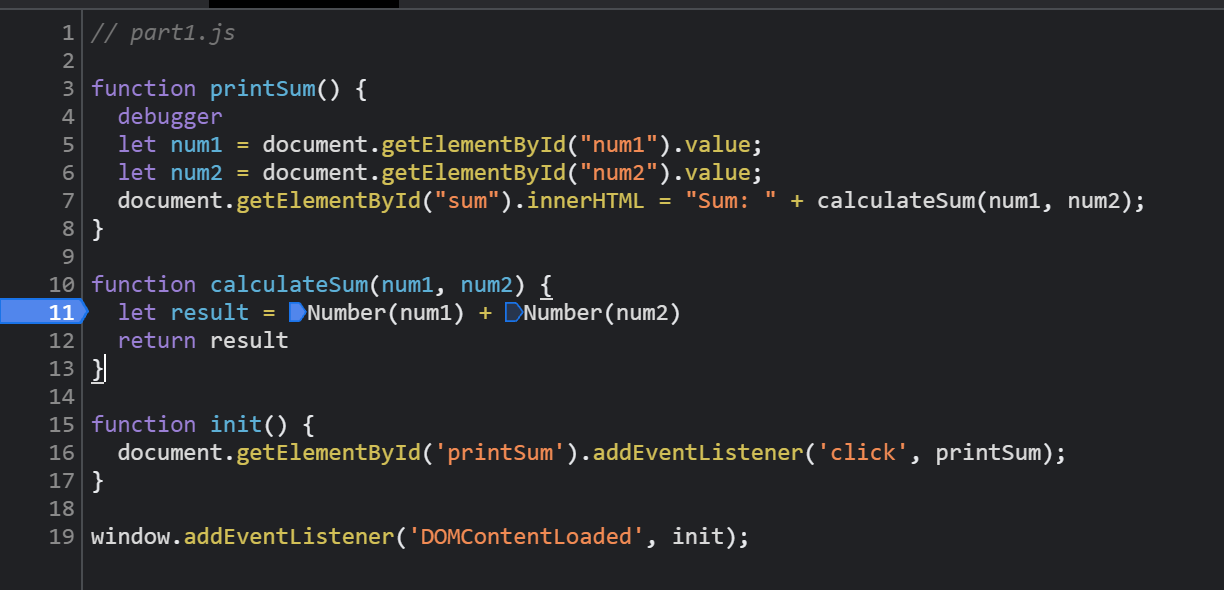 1 // part1.js
2
3 function printSum() {
4   debugger
5   let num1 = document.getElementById("num1").value;
6   let num2 = document.getElementById("num2").value;
7   document.getElementById("sum").innerHTML = "Sum: " + calculateSum(num1, num2);
8 }
9
10 function calculateSum(num1, num2) {
11   let result = Number(num1) + Number(num2)
12   return result
13 }
14
15 function init() {
16   document.getElementById('printSum').addEventListener('click', printSum);
17 }
18
19 window.addEventListener('DOMContentLoaded', init);